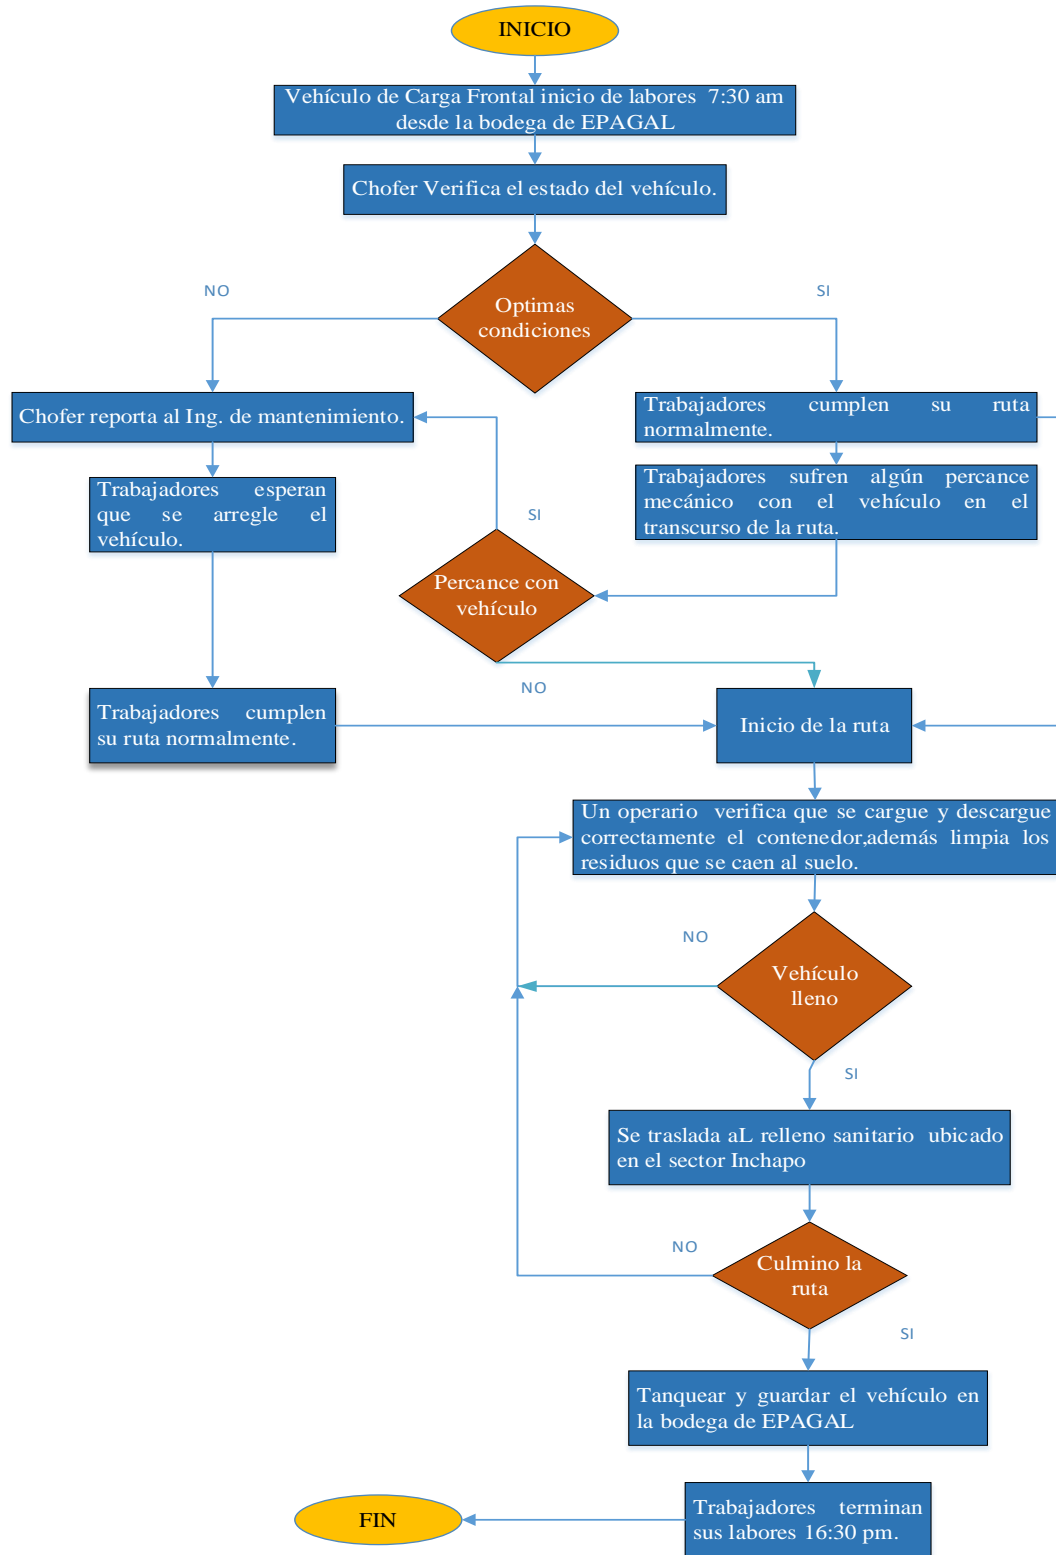 INICIO
Vehículo de Carga Frontal inicio de labores 7:30 am
desde la bodega de EPAGAL
Chofer Verifica el estado del vehículo.
NO
SI
Optimas
condiciones
Chofer reporta al Ing. de mantenimiento.
Trabajadores cumplen su ruta
normalmente.
Trabajadores esperan
que se arregle el
vehículo.
Trabajadores sufren algún percance
mecánico con el vehículo en el
transcurso de la ruta.
SI
Percance con
vehículo
NO
Trabajadores cumplen
su ruta normalmente.
Inicio de la ruta
Un operario verifica que se cargue y descargue
correctamente el contenedor,además limpia los
residuos que se caen al suelo.
NO
Vehículo
lleno
SI
Se traslada aL relleno sanitario ubicado
en el sector Inchapo
NO
Culmino la
ruta
SI
Tanquear y guardar el vehículo en
la bodega de EPAGAL
Trabajadores terminan
sus labores 16:30 pm.
FIN